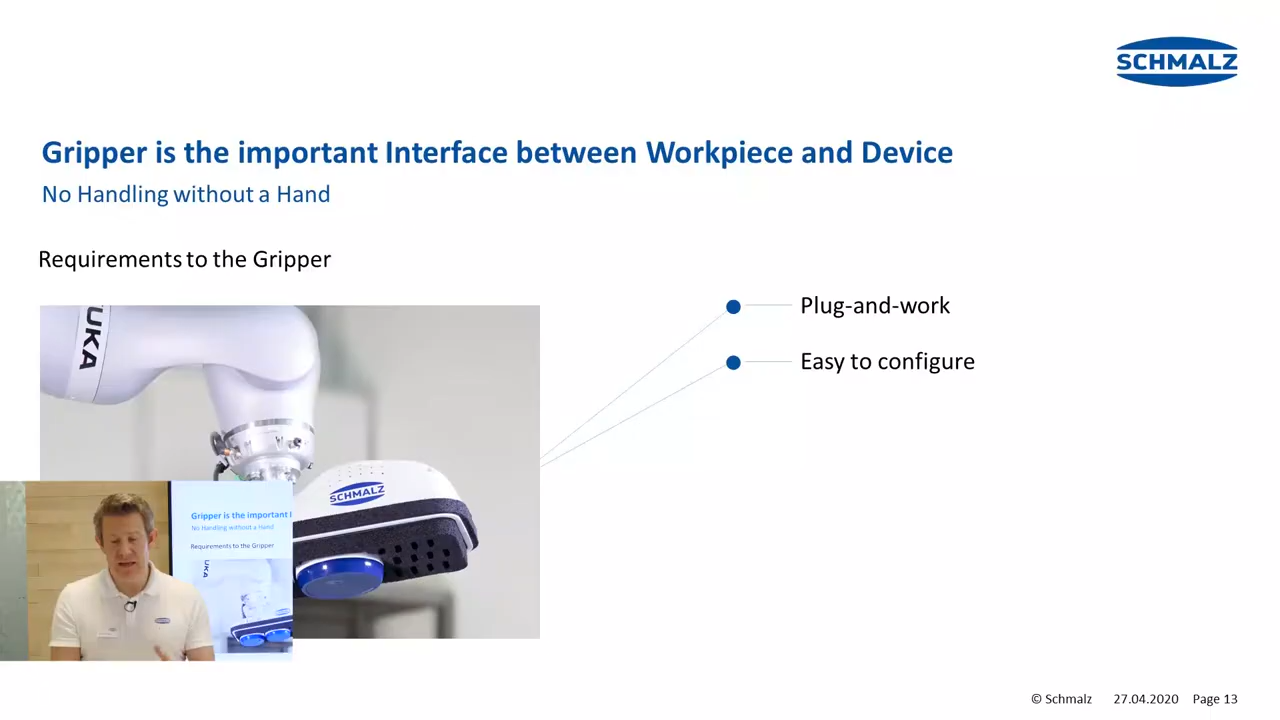 SCHMALZ
Gripper is the important Interface between Workpiece and Device
No Handling without a Hand
Requirements to the Gripper
UKA
Plug-and-work
Easy to configure
SCHMALZ
Gripper is the important I
No Handling without a Hand
Requirements to the Gripper
UKA
© Schmalz 27.04.2020 Page 13